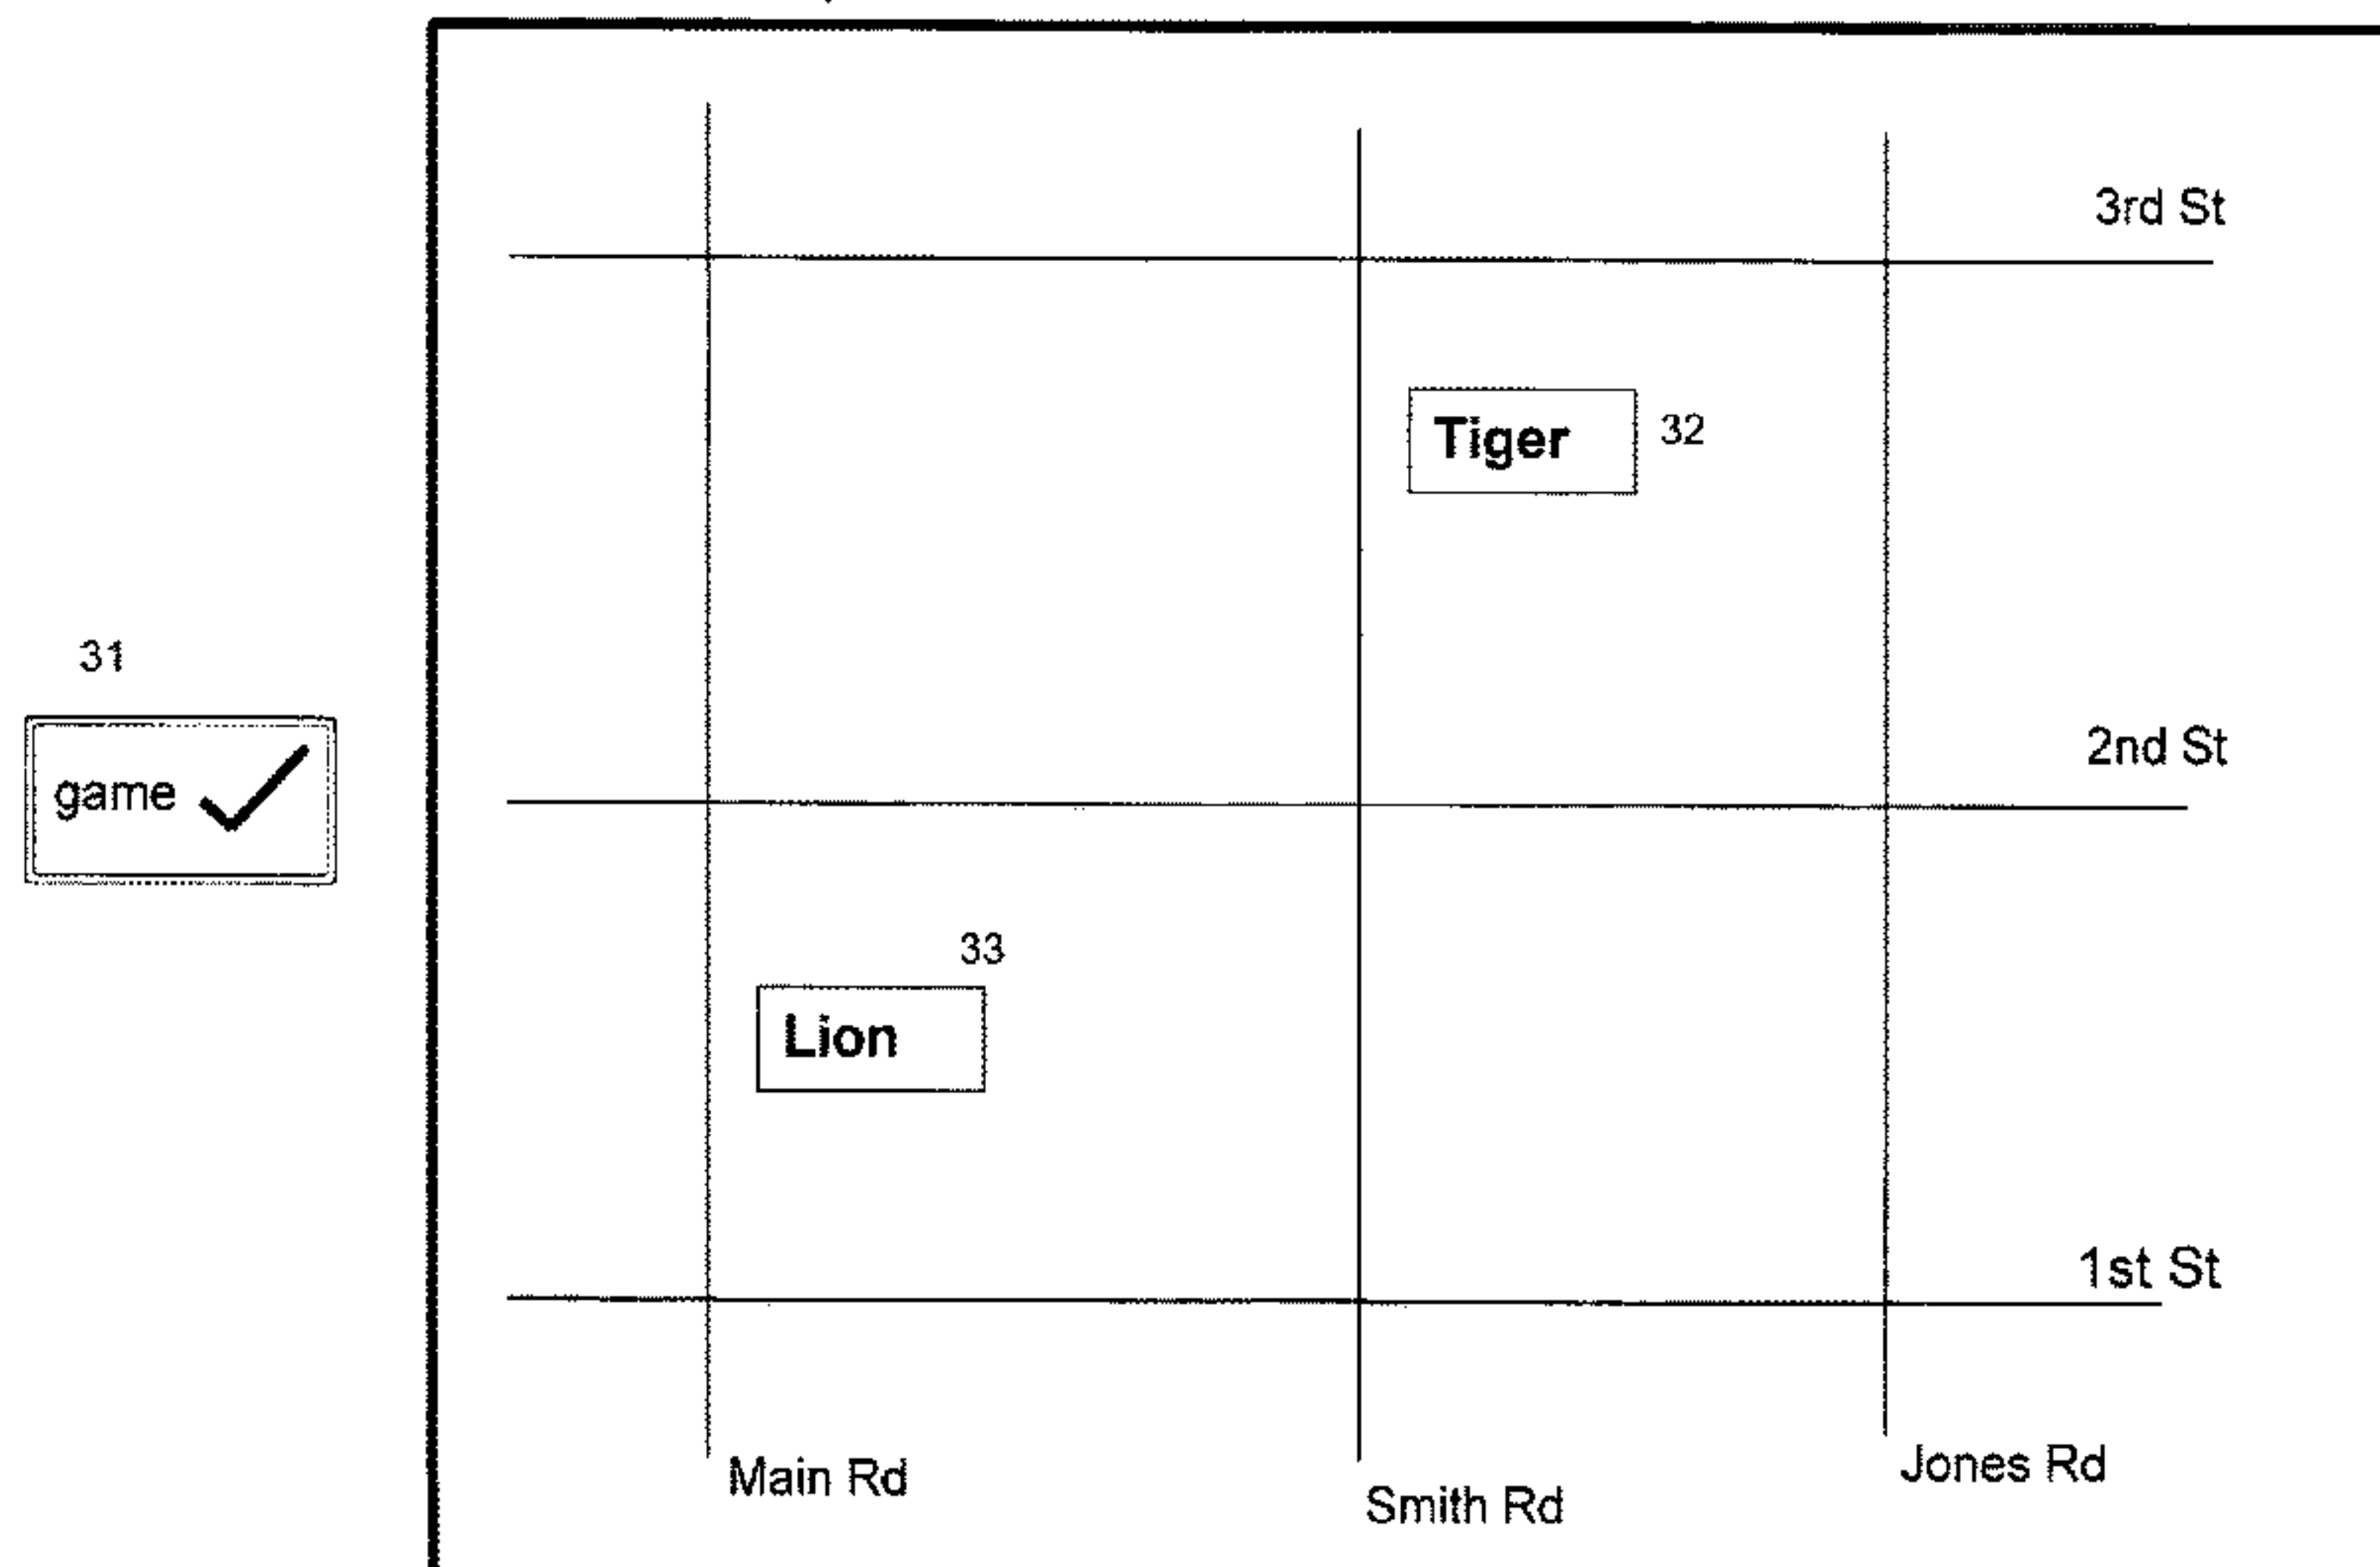 3rd St
Tiger
32
31
2nd St
game
33
Lion
1st St
Main Rd
Smith Rd
Jones Rd